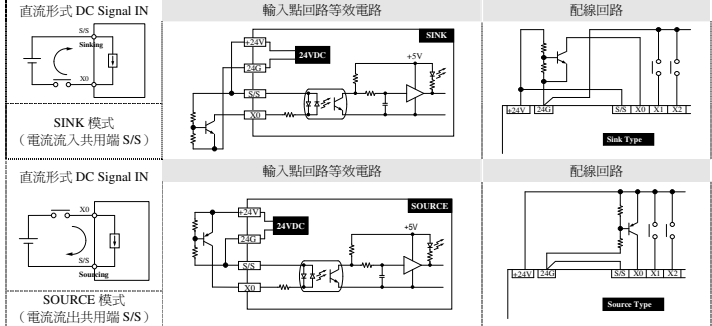 直流形式 DC Signal IN
輸入點回路等效電路
配線回路
S/S
Sinking
X0
SINK 模式
（電流流入共用端 S/S）
SINK
+24V
24VDC
24G
+5V
S/S
X0
+24V 24G S/S X0 X1 X2
Sink Type
直流形式 DC Signal IN
輸入點回路等效電路
配線回路
X0
S/S
Sourcing
SOURCE 模式
（電流流出共用端 S/S）
SOURCE
+24V
24VDC
24G
+5V
S/S
X0
+24V 24G S/S X0 X1 X2
Source Type